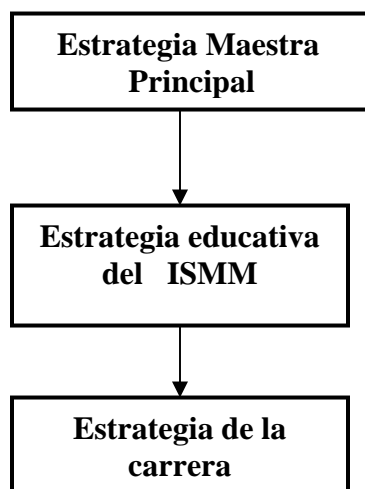 Estrategia Maestra
Principal
Estrategia educativa
del ISMM
Estrategia de la
carrera